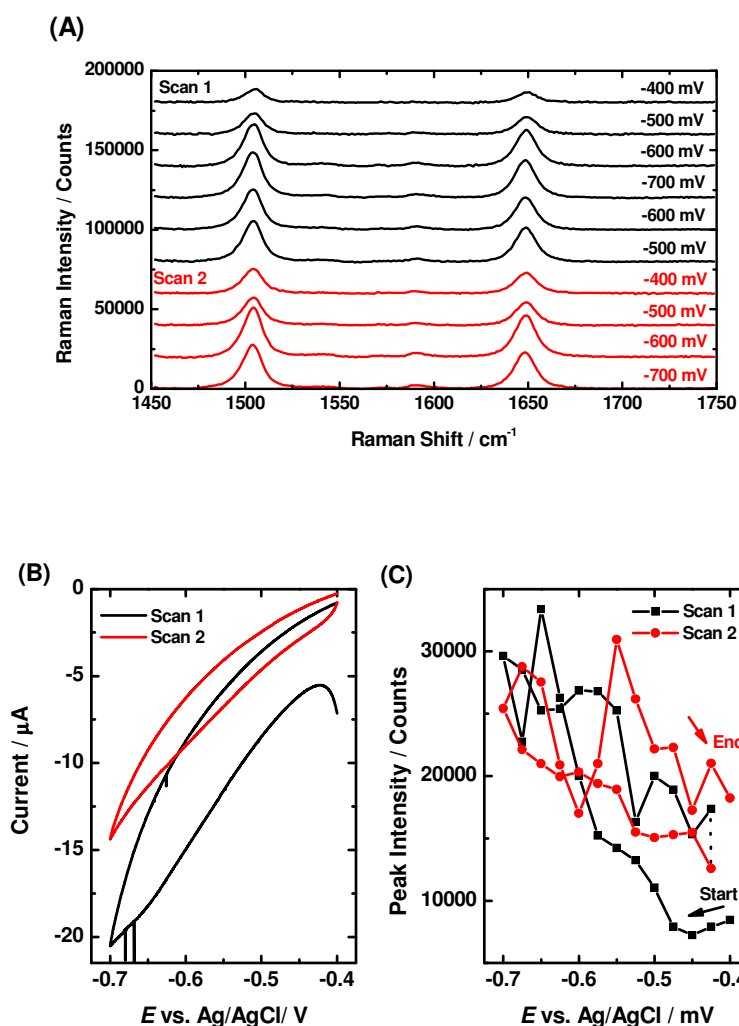 (A)
200000
150000
100000
50000
0
Raman Intensity / Counts
Scan 1
-400 mV
-500 mV
-600 mV
-700 mV
-600 mV
-500 mV
Scan 2
-400 mV
-500 mV
-600 mV
-700 mV
1450 1500 1550 1600 1650 1700 1750
Raman Shift / cm⁻¹
(B)
0
-5
-10
-15
-20
Current / µA
Scan 1
Scan 2
-0.7 -0.6 -0.5 -0.4
E vs. Ag/AgCl/ V
(C)
30000
20000
10000
Peak Intensity / Counts
Scan 1
Scan 2
End
Start
-0.7 -0.6 -0.5 -0.4
E vs. Ag/AgCl / mV